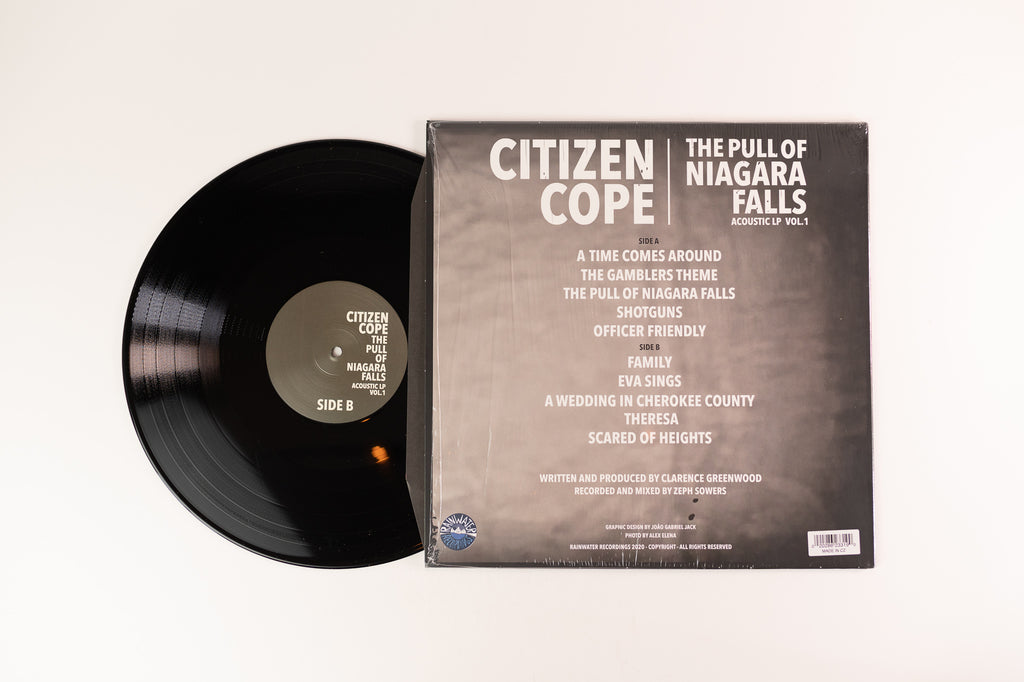 CITIZEN
COPE
THE
PULL
OF
NIAGARA
FALLS
ACOUSTIC LP
VOL.1
SIDE B
CITIZEN
COPE
THE PULL OF
NIAGARA
FALLS
ACOUSTIC LP VOL.1
SIDE A
A TIME COMES AROUND
THE GAMBLERS THEME
THE PULL OF NIAGARA FALLS
SHOTGUNS
OFFICER FRIENDLY
SIDE B
FAMILY
EVA SINGS
A WEDDING IN CHEROKEE COUNTY
THERESA
SCARED OF HEIGHTS
WRITTEN AND PRODUCED BY CLARENCE GREENWOOD
RECORDED AND MIXED BY ZEPH SOWERS
GRAPHIC DESIGN BY JOÃO GABRIEL JACK
PHOTO BY ALEX ELENA
RAINWATER RECORDINGS 2020 - COPYRIGHT - ALL RIGHTS RESERVED
RAINWATER
MADE IN CZ